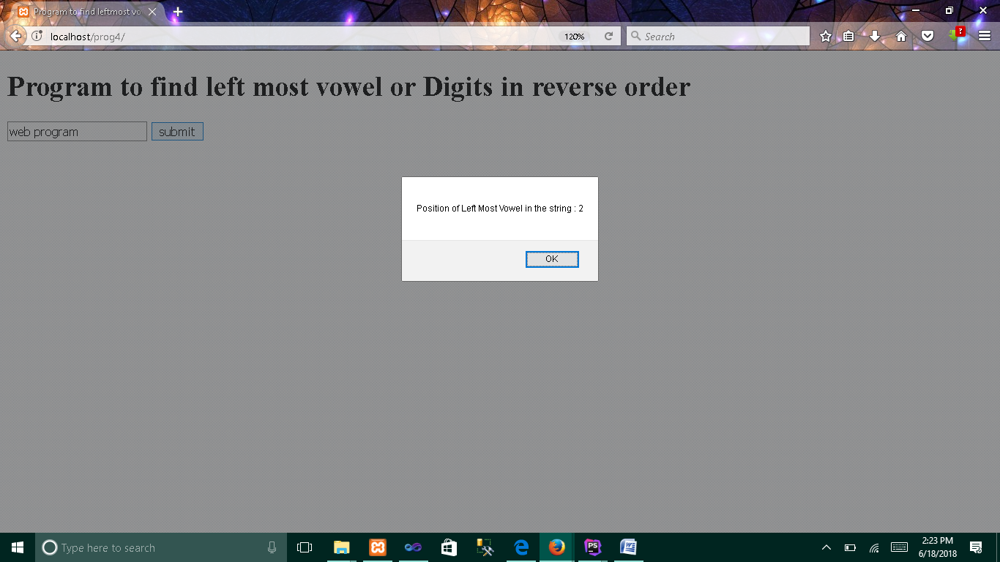 Program to find leftmost vo
localhost/prog4/
120%
Search
?
Program to find left most vowel or Digits in reverse order
web program
submit
Position of Left Most Vowel in the string : 2
OK
Type here to search
PS
2:23 PM
6/18/2018